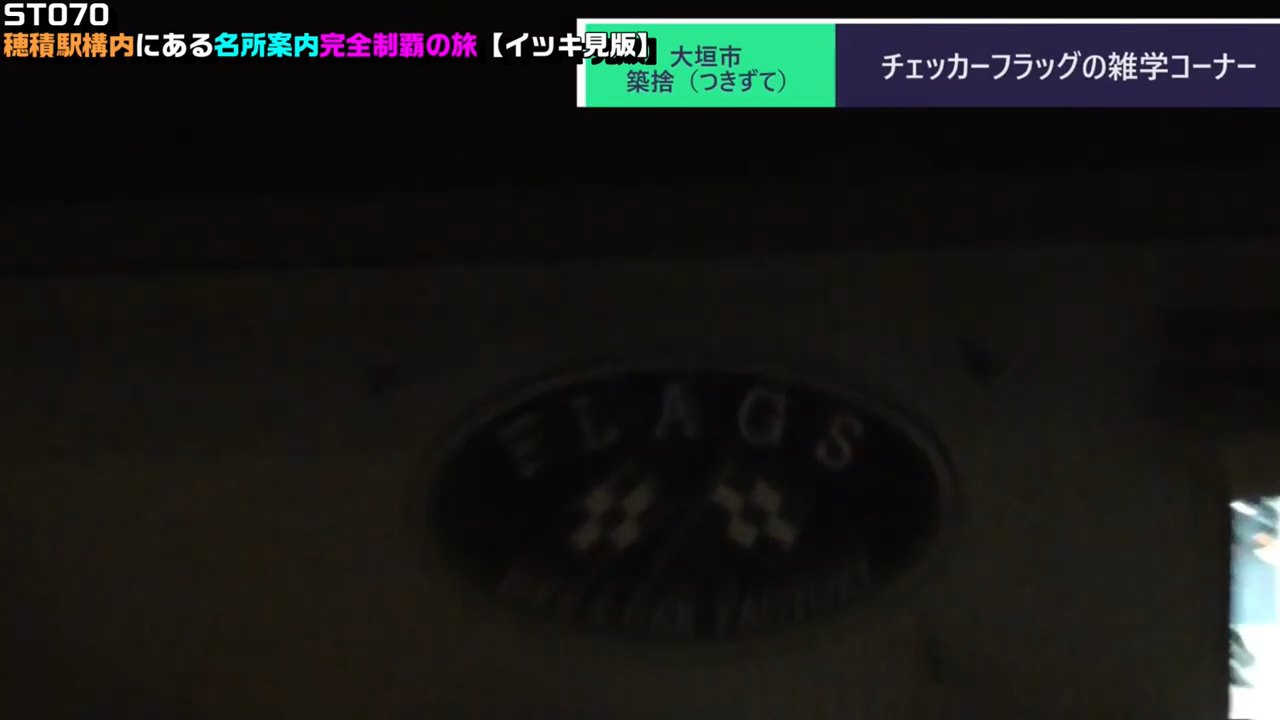 ST070
穂積駅構内にある名所案内完全制覇の旅【イツキ見版】
大垣市
築捨（つきずて）
チェッカーフラッグの雑学コーナー
FLAGS